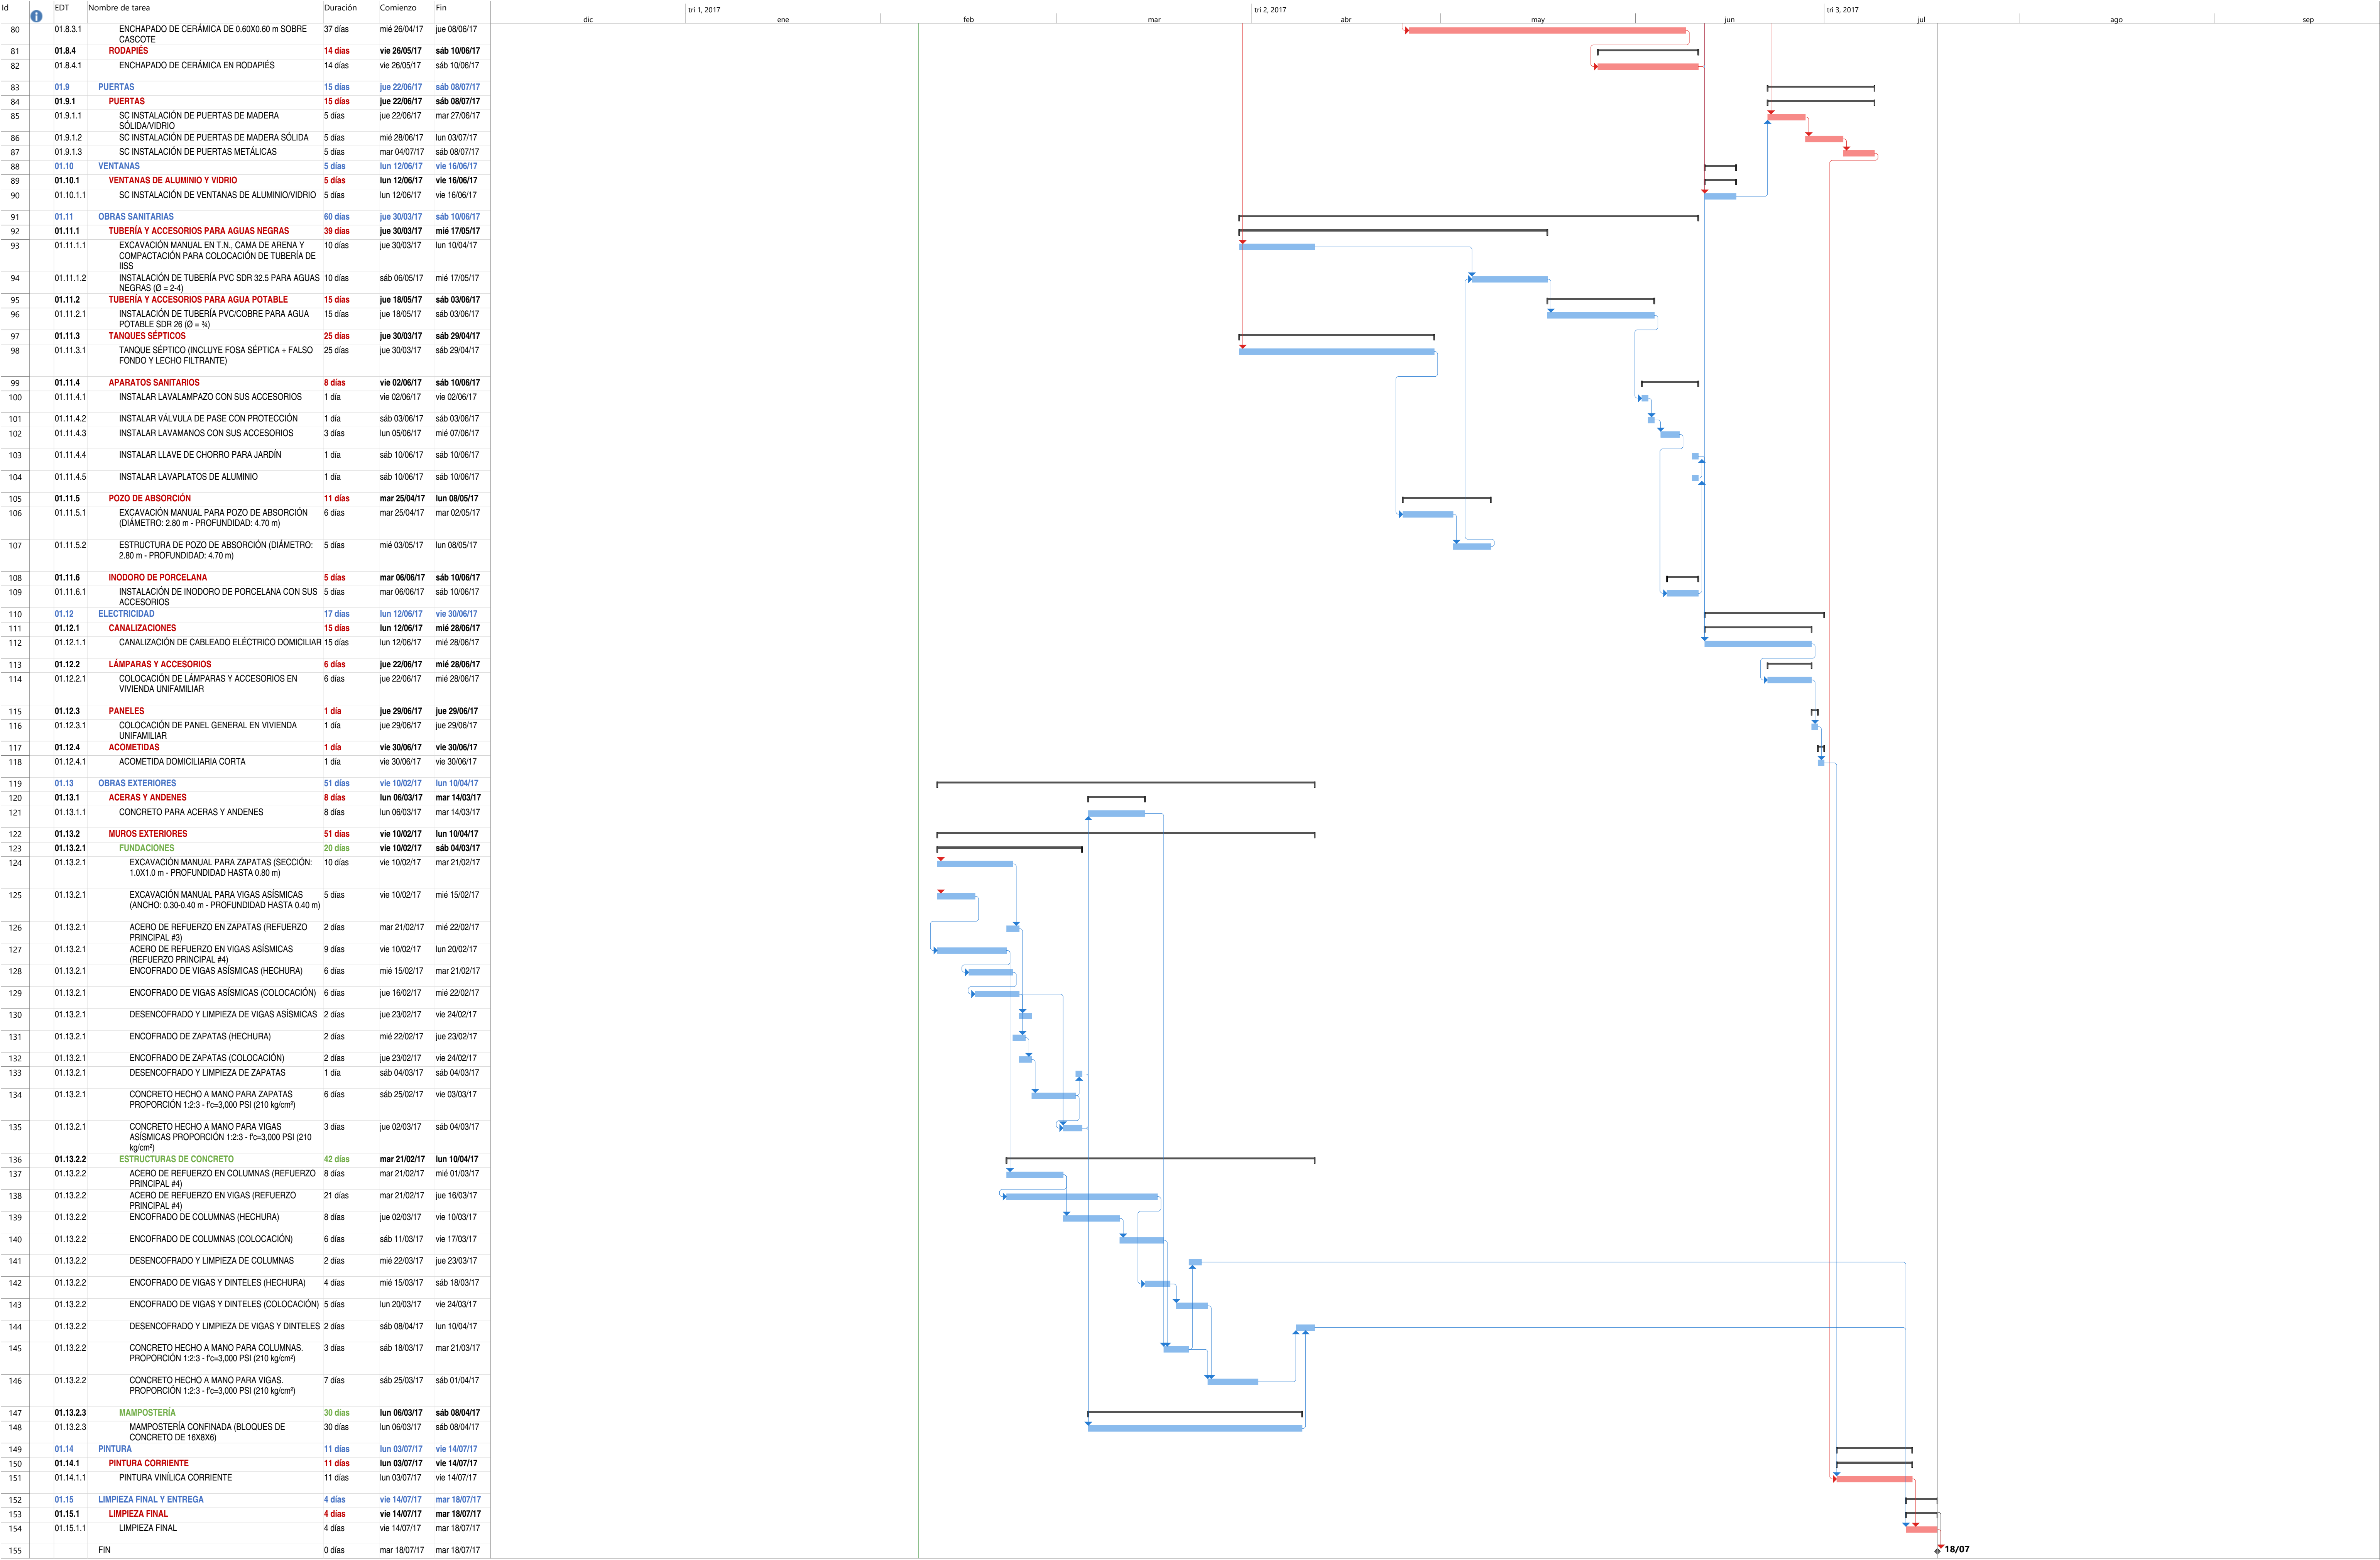 Id EDT Nombre de tarea Duración Comienzo Fin
tri 1, 2017 tri 2, 2017 tri 3, 2017
dic ene feb mar abr may jun jul ago sep
80 01.8.3.1 ENCHAPADO DE CERÁMICA DE 0.60X0.60 m SOBRE 37 días mié 26/04/17 jue 08/06/17
CASCOTE
81 01.8.4 RODAPIÉS 14 días vie 26/05/17 sáb 10/06/17
82 01.8.4.1 ENCHAPADO DE CERÁMICA EN RODAPIÉS 14 días vie 26/05/17 sáb 10/06/17
83 01.9 PUERTAS 15 días jue 22/06/17 sáb 08/07/17
84 01.9.1 PUERTAS 15 días jue 22/06/17 sáb 08/07/17
85 01.9.1.1 SC INSTALACIÓN DE PUERTAS DE MADERA 5 días jue 22/06/17 mar 27/06/17
SÓLIDA/VIDRIO
86 01.9.1.2 SC INSTALACIÓN DE PUERTAS DE MADERA SÓLIDA 5 días mié 28/06/17 lun 03/07/17
87 01.9.1.3 SC INSTALACIÓN DE PUERTAS METÁLICAS 5 días mar 04/07/17 sáb 08/07/17
88 01.10 VENTANAS 5 días lun 12/06/17 vie 16/06/17
89 01.10.1 VENTANAS DE ALUMINIO Y VIDRIO 5 días lun 12/06/17 vie 16/06/17
90 01.10.1.1 SC INSTALACIÓN DE VENTANAS DE ALUMINIO/VIDRIO 5 días lun 12/06/17 vie 16/06/17
91 01.11 OBRAS SANITARIAS 60 días jue 30/03/17 sáb 10/06/17
92 01.11.1 TUBERÍA Y ACCESORIOS PARA AGUAS NEGRAS 39 días jue 30/03/17 mié 17/05/17
93 01.11.1.1 EXCAVACIÓN MANUAL EN T.N., CAMA DE ARENA Y 10 días jue 30/03/17 lun 10/04/17
COMPACTACIÓN PARA COLOCACIÓN DE TUBERÍA DE
IISS
94 01.11.1.2 INSTALACIÓN DE TUBERÍA PVC SDR 32.5 PARA AGUAS 10 días sáb 06/05/17 mié 17/05/17
NEGRAS (Ø = 2-4)
95 01.11.2 TUBERÍA Y ACCESORIOS PARA AGUA POTABLE 15 días jue 18/05/17 sáb 03/06/17
96 01.11.2.1 INSTALACIÓN DE TUBERÍA PVC/COBRE PARA AGUA 15 días jue 18/05/17 sáb 03/06/17
POTABLE SDR 26 (Ø = ¾)
97 01.11.3 TANQUES SÉPTICOS 25 días jue 30/03/17 sáb 29/04/17
98 01.11.3.1 TANQUE SÉPTICO (INCLUYE FOSA SÉPTICA + FALSO 25 días jue 30/03/17 sáb 29/04/17
FONDO Y LECHO FILTRANTE)
99 01.11.4 APARATOS SANITARIOS 8 días vie 02/06/17 sáb 10/06/17
100 01.11.4.1 INSTALAR LAVALAMPAZO CON SUS ACCESORIOS 1 día vie 02/06/17 vie 02/06/17
101 01.11.4.2 INSTALAR VÁLVULA DE PASE CON PROTECCIÓN 1 día sáb 03/06/17 sáb 03/06/17
102 01.11.4.3 INSTALAR LAVAMANOS CON SUS ACCESORIOS 3 días lun 05/06/17 mié 07/06/17
103 01.11.4.4 INSTALAR LLAVE DE CHORRO PARA JARDÍN 1 día sáb 10/06/17 sáb 10/06/17
104 01.11.4.5 INSTALAR LAVAPLATOS DE ALUMINIO 1 día sáb 10/06/17 sáb 10/06/17
105 01.11.5 POZO DE ABSORCIÓN 11 días mar 25/04/17 lun 08/05/17
106 01.11.5.1 EXCAVACIÓN MANUAL PARA POZO DE ABSORCIÓN 6 días mar 25/04/17 mar 02/05/17
(DIÁMETRO: 2.80 m - PROFUNDIDAD: 4.70 m)
107 01.11.5.2 ESTRUCTURA DE POZO DE ABSORCIÓN (DIÁMETRO: 5 días mié 03/05/17 lun 08/05/17
2.80 m - PROFUNDIDAD: 4.70 m)
108 01.11.6 INODORO DE PORCELANA 5 días mar 06/06/17 sáb 10/06/17
109 01.11.6.1 INSTALACIÓN DE INODORO DE PORCELANA CON SUS 5 días mar 06/06/17 sáb 10/06/17
ACCESORIOS
110 01.12 ELECTRICIDAD 17 días lun 12/06/17 vie 30/06/17
111 01.12.1 CANALIZACIONES 15 días lun 12/06/17 mié 28/06/17
112 01.12.1.1 CANALIZACIÓN DE CABLEADO ELÉCTRICO DOMICILIAR 15 días lun 12/06/17 mié 28/06/17
113 01.12.2 LÁMPARAS Y ACCESORIOS 6 días jue 22/06/17 mié 28/06/17
114 01.12.2.1 COLOCACIÓN DE LÁMPARAS Y ACCESORIOS EN 6 días jue 22/06/17 mié 28/06/17
VIVIENDA UNIFAMILIAR
115 01.12.3 PANELES 1 día jue 29/06/17 jue 29/06/17
116 01.12.3.1 COLOCACIÓN DE PANEL GENERAL EN VIVIENDA 1 día jue 29/06/17 jue 29/06/17
UNIFAMILIAR
117 01.12.4 ACOMETIDAS 1 día vie 30/06/17 vie 30/06/17
118 01.12.4.1 ACOMETIDA DOMICILIARIA CORTA 1 día vie 30/06/17 vie 30/06/17
119 01.13 OBRAS EXTERIORES 51 días vie 10/02/17 lun 10/04/17
120 01.13.1 ACERAS Y ANDENES 8 días lun 06/03/17 mar 14/03/17
121 01.13.1.1 CONCRETO PARA ACERAS Y ANDENES 8 días lun 06/03/17 mar 14/03/17
122 01.13.2 MUROS EXTERIORES 51 días vie 10/02/17 lun 10/04/17
123 01.13.2.1 FUNDACIONES 20 días vie 10/02/17 sáb 04/03/17
124 01.13.2.1 EXCAVACIÓN MANUAL PARA ZAPATAS (SECCIÓN: 10 días vie 10/02/17 mar 21/02/17
1.0X1.0 m - PROFUNDIDAD HASTA 0.80 m)
125 01.13.2.1 EXCAVACIÓN MANUAL PARA VIGAS ASÍSMICAS 5 días vie 10/02/17 mié 15/02/17
(ANCHO: 0.30-0.40 m - PROFUNDIDAD HASTA 0.40 m)
126 01.13.2.1 ACERO DE REFUERZO EN ZAPATAS (REFUERZO 2 días mar 21/02/17 mié 22/02/17
PRINCIPAL #3)
127 01.13.2.1 ACERO DE REFUERZO EN VIGAS ASÍSMICAS 9 días vie 10/02/17 lun 20/02/17
(REFUERZO PRINCIPAL #4)
128 01.13.2.1 ENCOFRADO DE VIGAS ASÍSMICAS (HECHURA) 6 días mié 15/02/17 mar 21/02/17
129 01.13.2.1 ENCOFRADO DE VIGAS ASÍSMICAS (COLOCACIÓN) 6 días jue 16/02/17 mié 22/02/17
130 01.13.2.1 DESENCOFRADO Y LIMPIEZA DE VIGAS ASÍSMICAS 2 días jue 23/02/17 vie 24/02/17
131 01.13.2.1 ENCOFRADO DE ZAPATAS (HECHURA) 2 días mié 22/02/17 jue 23/02/17
132 01.13.2.1 ENCOFRADO DE ZAPATAS (COLOCACIÓN) 2 días jue 23/02/17 vie 24/02/17
133 01.13.2.1 DESENCOFRADO Y LIMPIEZA DE ZAPATAS 1 día sáb 04/03/17 sáb 04/03/17
134 01.13.2.1 CONCRETO HECHO A MANO PARA ZAPATAS 6 días sáb 25/02/17 vie 03/03/17
PROPORCIÓN 1:2:3 - f'c=3,000 PSI (210 kg/cm²)
135 01.13.2.1 CONCRETO HECHO A MANO PARA VIGAS 3 días jue 02/03/17 sáb 04/03/17
ASÍSMICAS PROPORCIÓN 1:2:3 - f'c=3,000 PSI (210
kg/cm²)
136 01.13.2.2 ESTRUCTURAS DE CONCRETO 42 días mar 21/02/17 lun 10/04/17
137 01.13.2.2 ACERO DE REFUERZO EN COLUMNAS (REFUERZO 8 días mar 21/02/17 mié 01/03/17
PRINCIPAL #4)
138 01.13.2.2 ACERO DE REFUERZO EN VIGAS (REFUERZO 21 días mar 21/02/17 jue 16/03/17
PRINCIPAL #4)
139 01.13.2.2 ENCOFRADO DE COLUMNAS (HECHURA) 8 días jue 02/03/17 vie 10/03/17
140 01.13.2.2 ENCOFRADO DE COLUMNAS (COLOCACIÓN) 6 días sáb 11/03/17 vie 17/03/17
141 01.13.2.2 DESENCOFRADO Y LIMPIEZA DE COLUMNAS 2 días mié 22/03/17 jue 23/03/17
142 01.13.2.2 ENCOFRADO DE VIGAS Y DINTELES (HECHURA) 4 días mié 15/03/17 sáb 18/03/17
143 01.13.2.2 ENCOFRADO DE VIGAS Y DINTELES (COLOCACIÓN) 5 días lun 20/03/17 vie 24/03/17
144 01.13.2.2 DESENCOFRADO Y LIMPIEZA DE VIGAS Y DINTELES 2 días sáb 08/04/17 lun 10/04/17
145 01.13.2.2 CONCRETO HECHO A MANO PARA COLUMNAS. 3 días sáb 18/03/17 mar 21/03/17
PROPORCIÓN 1:2:3 - f'c=3,000 PSI (210 kg/cm²)
146 01.13.2.2 CONCRETO HECHO A MANO PARA VIGAS. 7 días sáb 25/03/17 sáb 01/04/17
PROPORCIÓN 1:2:3 - f'c=3,000 PSI (210 kg/cm²)
147 01.13.2.3 MAMPOSTERÍA 30 días lun 06/03/17 sáb 08/04/17
148 01.13.2.3 MAMPOSTERÍA CONFINADA (BLOQUES DE 30 días lun 06/03/17 sáb 08/04/17
CONCRETO DE 16X8X6)
149 01.14 PINTURA 11 días lun 03/07/17 vie 14/07/17
150 01.14.1 PINTURA CORRIENTE 11 días lun 03/07/17 vie 14/07/17
151 01.14.1.1 PINTURA VINÍLICA CORRIENTE 11 días lun 03/07/17 vie 14/07/17
152 01.15 LIMPIEZA FINAL Y ENTREGA 4 días vie 14/07/17 mar 18/07/17
153 01.15.1 LIMPIEZA FINAL 4 días vie 14/07/17 mar 18/07/17
154 01.15.1.1 LIMPIEZA FINAL 4 días vie 14/07/17 mar 18/07/17
155 FIN 0 días mar 18/07/17 mar 18/07/17
18/07